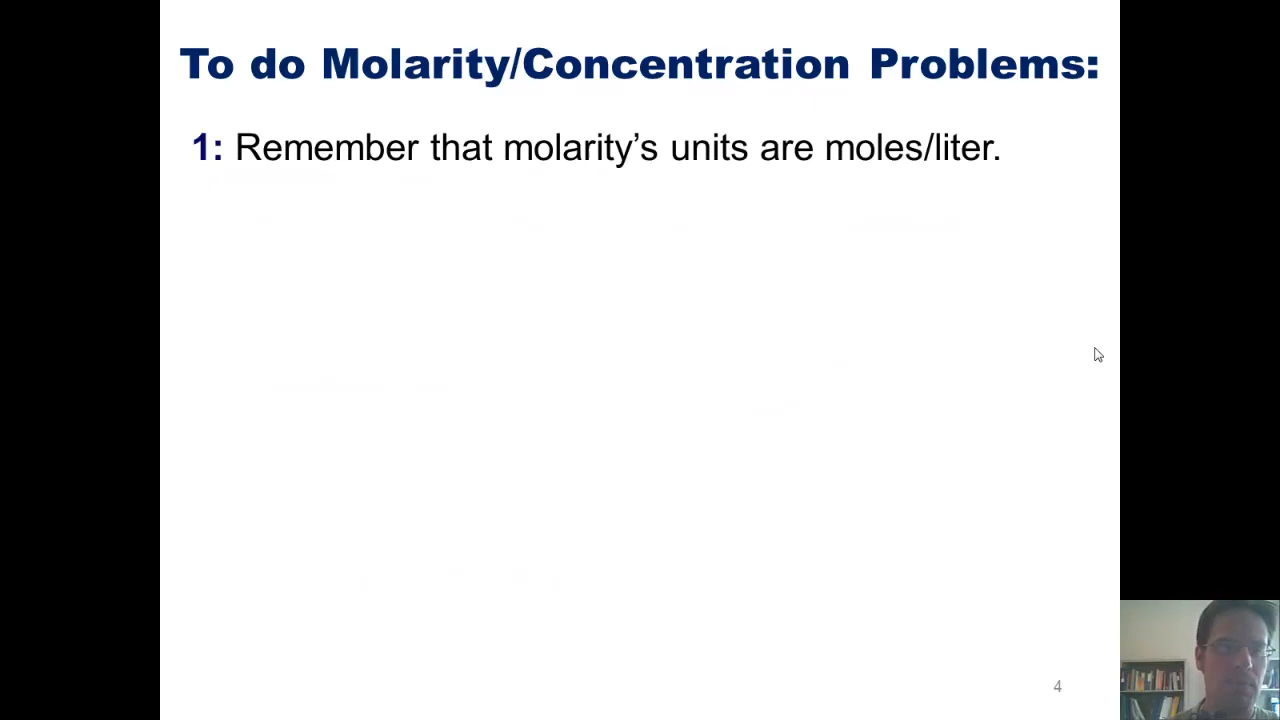 To do Molarity/Concentration Problems:
1: Remember that molarity’s units are moles/liter.
4